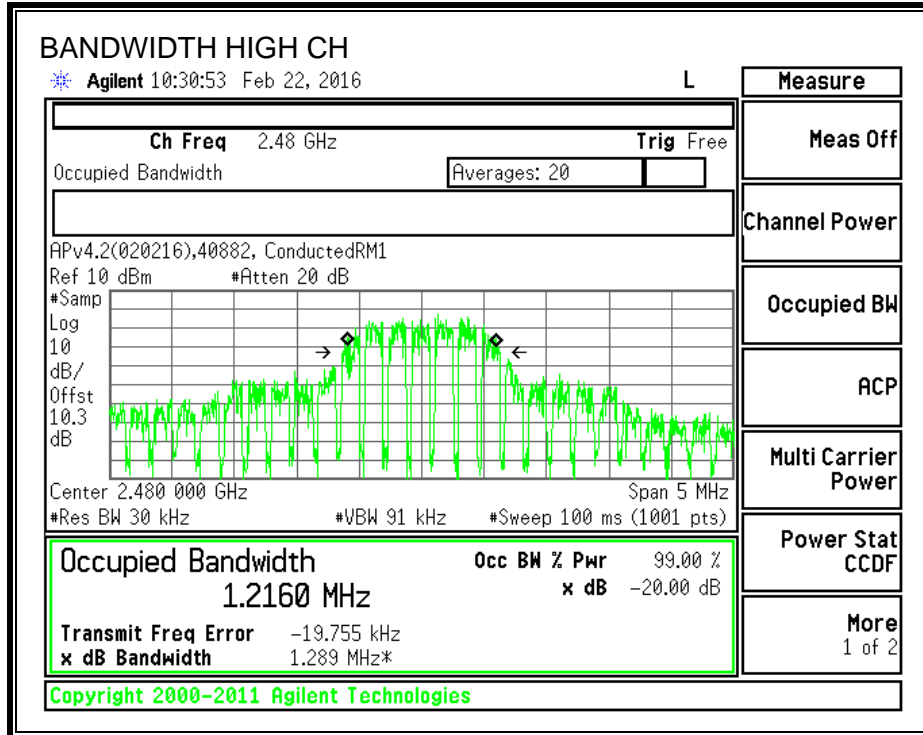 BANDWIDTH HIGH CH
Agilent 10:30:53 Feb 22, 2016 L
Measure
Ch Freq 2.48 GHz Trig Free
Occupied Bandwidth Averages: 20
APv4.2(020216),40882, ConductedRM1
Ref 10 dBm #Atten 20 dB
#Samp
Log
10
dB/
Offst
10.3
dB
Center 2.480 000 GHz Span 5 MHz
#Res BW 30 kHz #VBW 91 kHz #Sweep 100 ms (1001 pts)
Occupied Bandwidth Occ BW % Pwr 99.00 %
1.2160 MHz x dB -20.00 dB
Transmit Freq Error -19.755 kHz
x dB Bandwidth 1.289 MHz*
Copyright 2000-2011 Agilent Technologies
Meas Off
Channel Power
Occupied BW
ACP
Multi Carrier
Power
Power Stat
CCDF
More
1 of 2